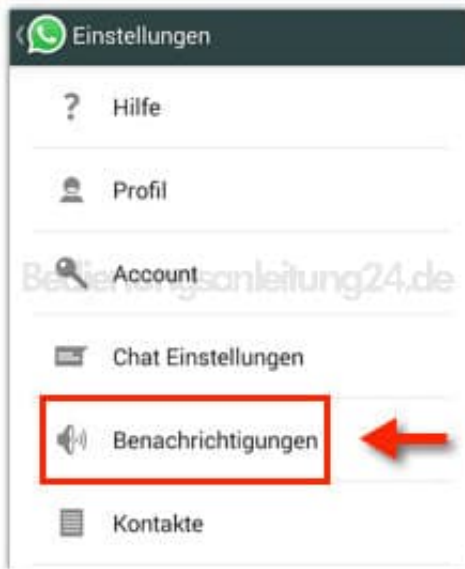 Einstellungen
Hilfe
Profil
Account
Bedienungsanleitung24.de
Chat Einstellungen
Benachrichtigungen
Kontakte